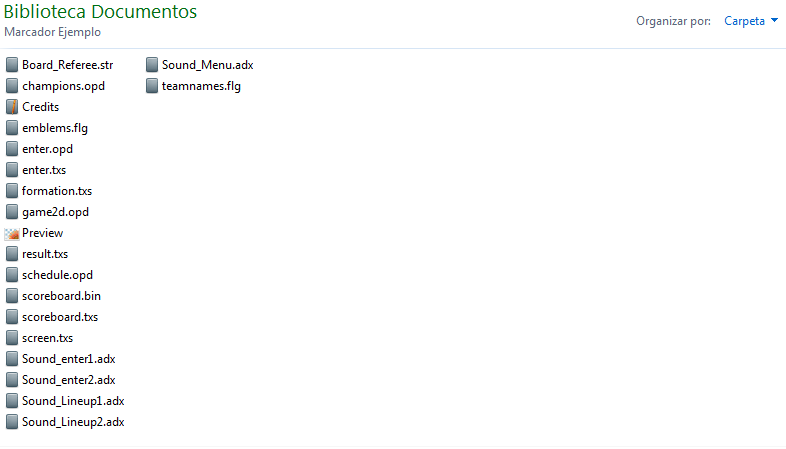 Biblioteca Documentos
Marcador Ejemplo
Organizar por: Carpeta
Board_Referee.str
champions.opd
Credits
emblems.flg
enter.opd
enter.txs
formation.txs
game2d.opd
Preview
result.txs
schedule.opd
scoreboard.bin
scoreboard.txs
screen.txs
Sound_enter1.adx
Sound_enter2.adx
Sound_Lineup1.adx
Sound_Lineup2.adx
Sound_Menu.adx
teamnames.flg